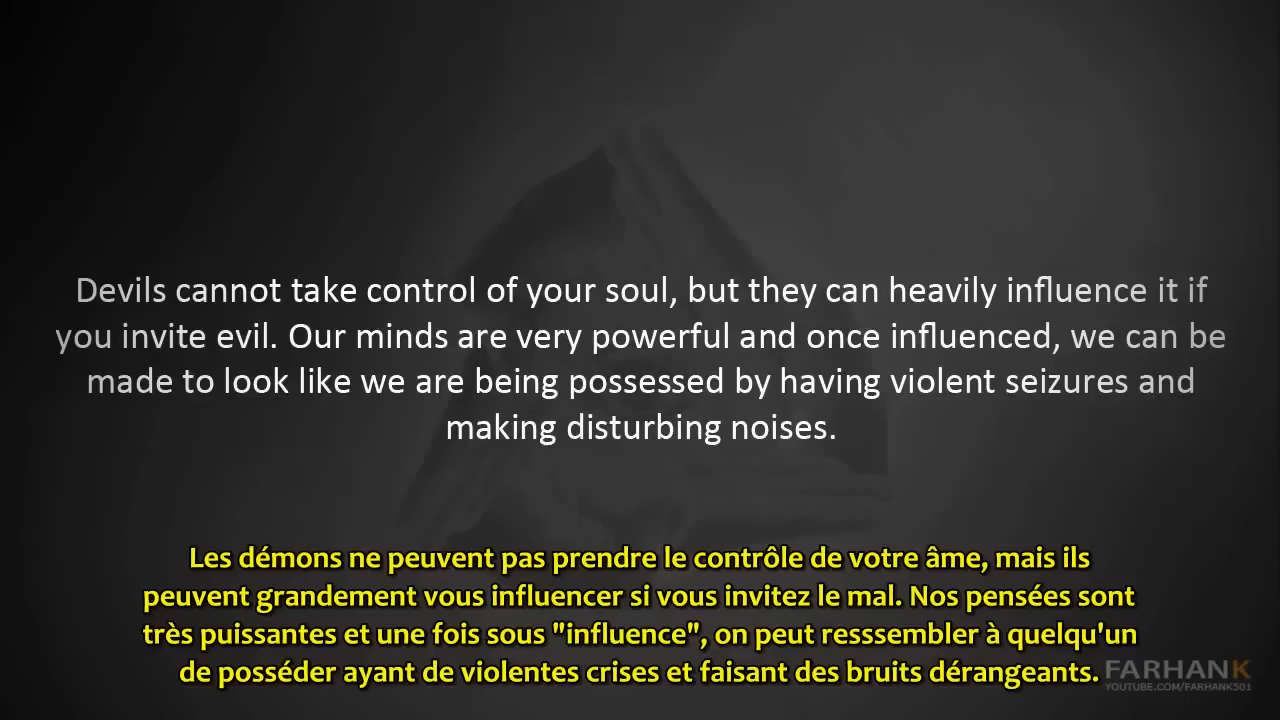 Devils cannot take control of your soul, but they can heavily influence it if
you invite evil. Our minds are very powerful and once influenced, we can be
made to look like we are being possessed by having violent seizures and
making disturbing noises.
Les démons ne peuvent pas prendre le contrôle de votre âme, mais ils
peuvent grandement vous influencer si vous invitez le mal. Nos pensées sont
très puissantes et une fois sous "influence", on peut resssembler à quelqu'un
de posséder ayant de violentes crises et faisant des bruits dérangeants.
FARHANK
YOUTUBE.COM/FARHANK501